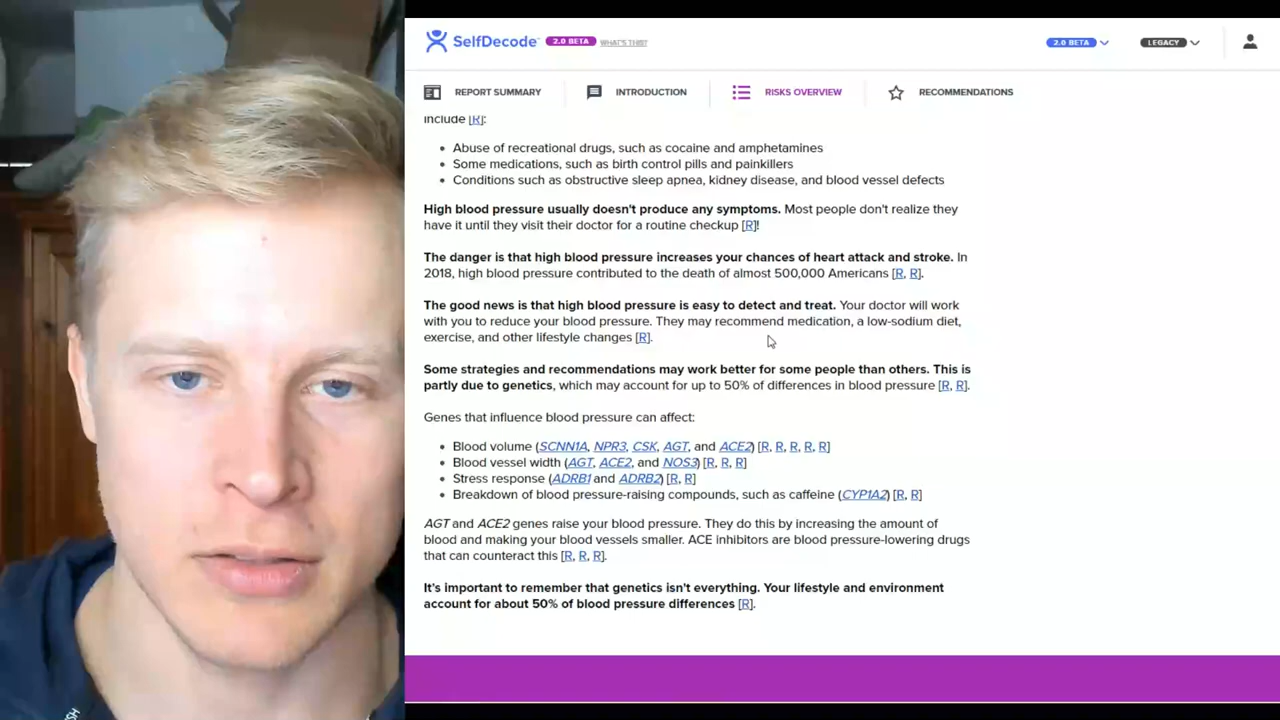 SelfDecode™ 2.0 BETA WHAT'S THIS? 2.0 BETA LEGACY
REPORT SUMMARY INTRODUCTION RISKS OVERVIEW RECOMMENDATIONS
include [R]:
Abuse of recreational drugs, such as cocaine and amphetamines
Some medications, such as birth control pills and painkillers
Conditions such as obstructive sleep apnea, kidney disease, and blood vessel defects
High blood pressure usually doesn't produce any symptoms. Most people don't realize they
have it until they visit their doctor for a routine checkup [R]!
The danger is that high blood pressure increases your chances of heart attack and stroke. In
2018, high blood pressure contributed to the death of almost 500,000 Americans [R, R].
The good news is that high blood pressure is easy to detect and treat. Your doctor will work
with you to reduce your blood pressure. They may recommend medication, a low-sodium diet,
exercise, and other lifestyle changes [R].
Some strategies and recommendations may work better for some people than others. This is
partly due to genetics, which may account for up to 50% of differences in blood pressure [R, R].
Genes that influence blood pressure can affect:
Blood volume (SCNN1A, NPR3, CSK, AGT, and ACE2) [R, R, R, R, R]
Blood vessel width (AGT, ACE2, and NOS3) [R, R, R]
Stress response (ADRB1 and ADRB2) [R, R]
Breakdown of blood pressure-raising compounds, such as caffeine (CYP1A2) [R, R]
AGT and ACE2 genes raise your blood pressure. They do this by increasing the amount of
blood and making your blood vessels smaller. ACE inhibitors are blood pressure-lowering drugs
that can counteract this [R, R, R].
It's important to remember that genetics isn't everything. Your lifestyle and environment
account for about 50% of blood pressure differences [R].